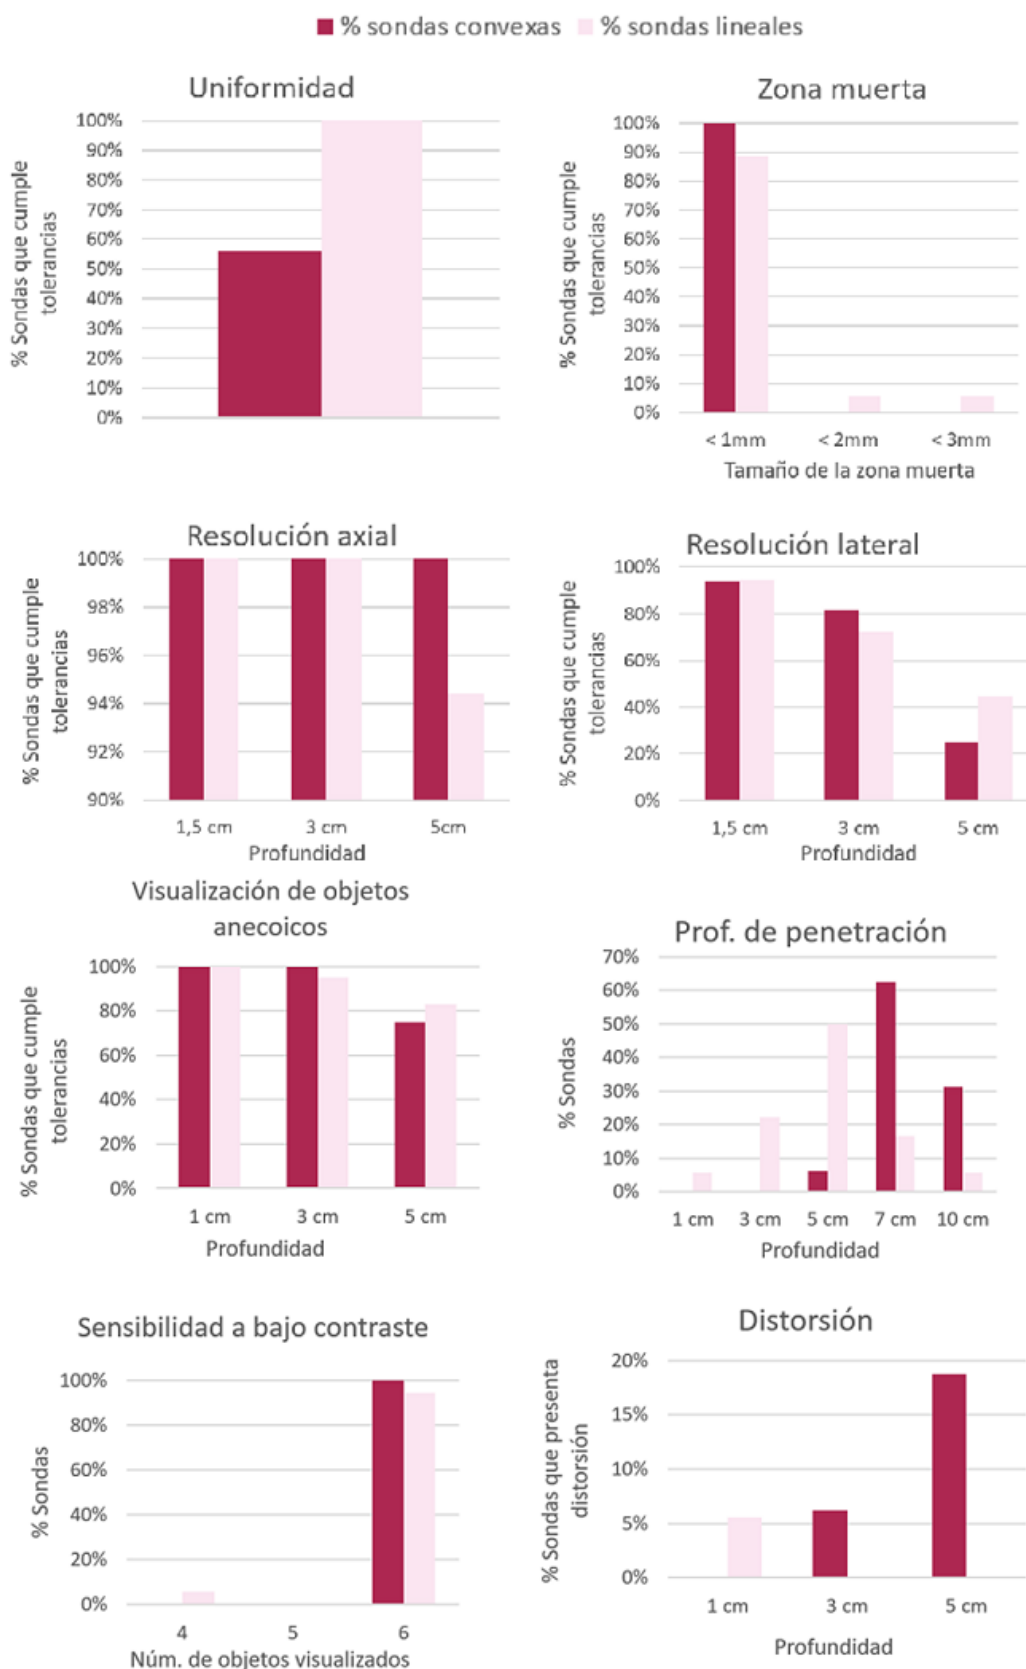 % sondas convexas % sondas lineales
Uniformidad
% Sondas que cumple
tolerancias
100%
90%
80%
70%
60%
50%
40%
30%
20%
10%
0%
Zona muerta
% Sondas que cumple
tolerancias
100%
90%
80%
70%
60%
50%
40%
30%
20%
10%
0%
< 1mm < 2mm < 3mm
Tamaño de la zona muerta
Resolución axial
% Sondas que cumple
tolerancias
100%
98%
96%
94%
92%
90%
1,5 cm 3 cm 5cm
Profundidad
Resolución lateral
% Sondas que cumple
tolerancias
100%
80%
60%
40%
20%
0%
1,5 cm 3 cm 5 cm
Profundidad
Visualización de objetos
anecoicos
% Sondas que cumple
tolerancias
100%
80%
60%
40%
20%
0%
1 cm 3 cm 5 cm
Profundidad
Prof. de penetración
% Sondas
70%
60%
50%
40%
30%
20%
10%
0%
1 cm 3 cm 5 cm 7 cm 10 cm
Profundidad
Sensibilidad a bajo contraste
% Sondas
100%
80%
60%
40%
20%
0%
4 5 6
Núm. de objetos visualizados
Distorsión
% Sondas que presenta
distorsión
20%
15%
10%
5%
0%
1 cm 3 cm 5 cm
Profundidad